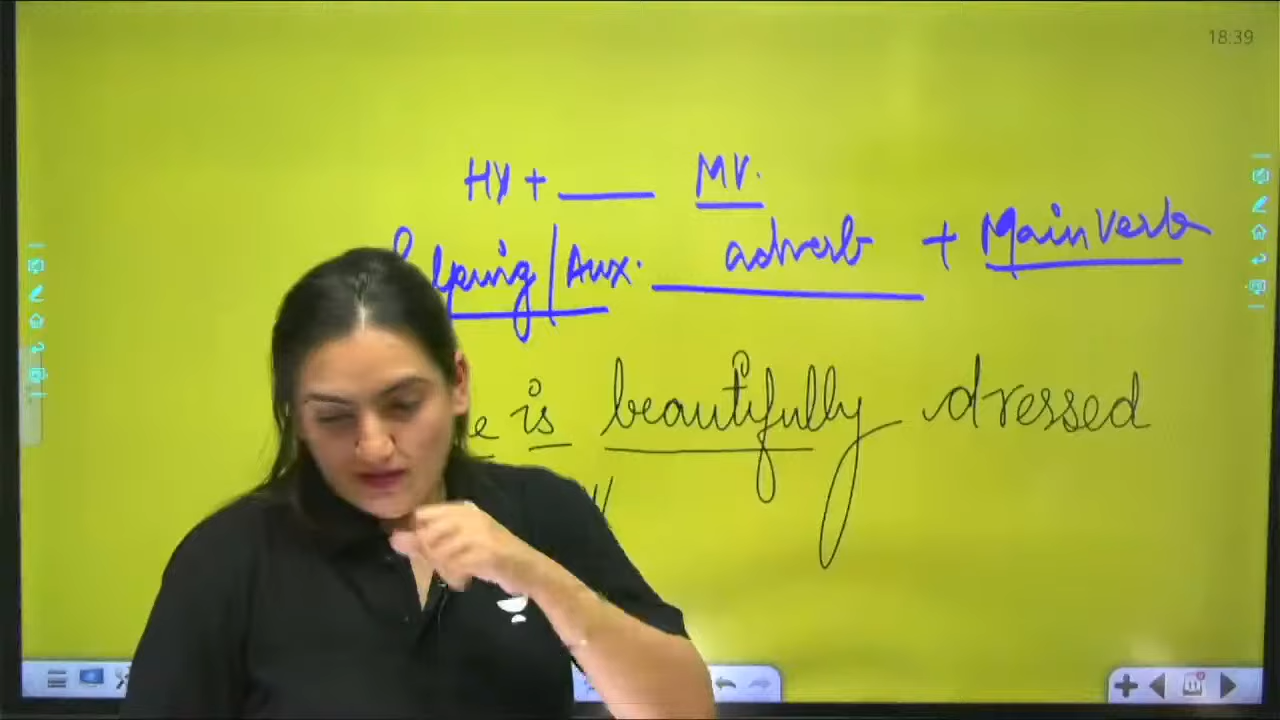 18.39
HV + ____ MV.
lping / Aux. adverb + Main Verb
e is beautifully dressed